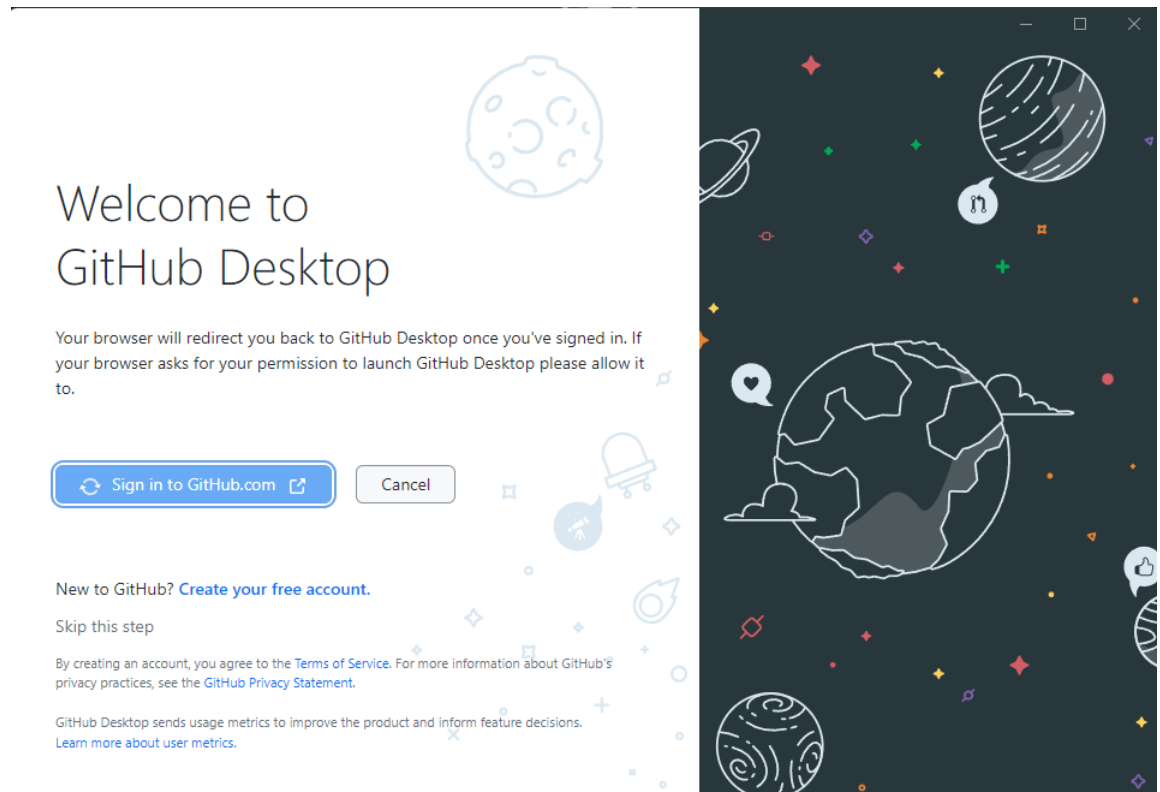 Welcome to
GitHub Desktop
Your browser will redirect you back to GitHub Desktop once you've signed in. If
your browser asks for your permission to launch GitHub Desktop please allow it
to.
Sign in to GitHub.com
Cancel
New to GitHub? Create your free account.
Skip this step
By creating an account, you agree to the Terms of Service. For more information about GitHub's
privacy practices, see the GitHub Privacy Statement.
GitHub Desktop sends usage metrics to improve the product and inform feature decisions.
Learn more about user metrics.